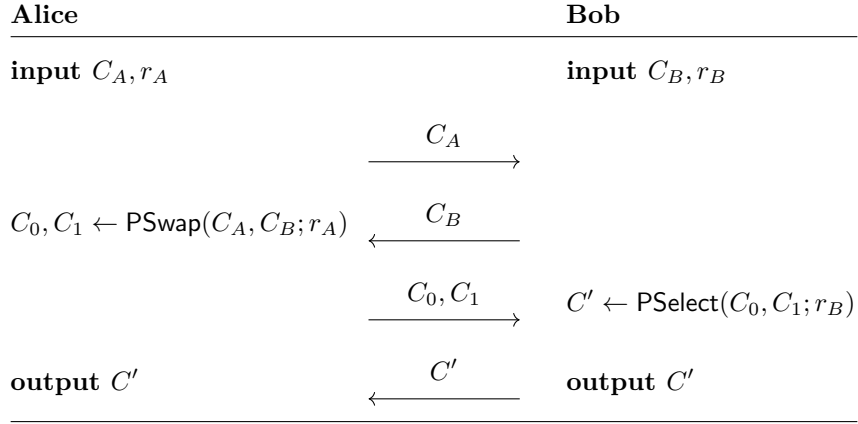 Alice Bob
input C_A, r_A input C_B, r_B
C_A
C_0, C_1 ← PSwap(C_A, C_B; r_A) C_B
C_0, C_1 C′ ← PSelect(C_0, C_1; r_B)
output C′ C′ output C′